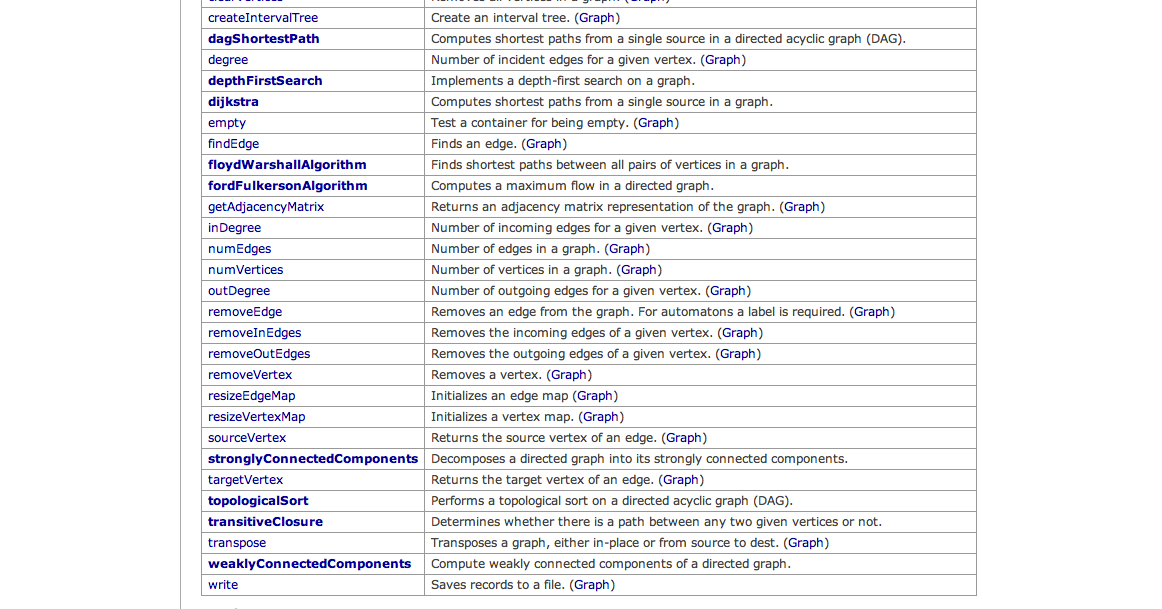 createIntervalTree Create an interval tree. (Graph)
dagShortestPath Computes shortest paths from a single source in a directed acyclic graph (DAG).
degree Number of incident edges for a given vertex. (Graph)
depthFirstSearch Implements a depth-first search on a graph.
dijkstra Computes shortest paths from a single source in a graph.
empty Test a container for being empty. (Graph)
findEdge Finds an edge. (Graph)
floydWarshallAlgorithm Finds shortest paths between all pairs of vertices in a graph.
fordFulkersonAlgorithm Computes a maximum flow in a directed graph.
getAdjacencyMatrix Returns an adjacency matrix representation of the graph. (Graph)
inDegree Number of incoming edges for a given vertex. (Graph)
numEdges Number of edges in a graph. (Graph)
numVertices Number of vertices in a graph. (Graph)
outDegree Number of outgoing edges for a given vertex. (Graph)
removeEdge Removes an edge from the graph. For automatons a label is required. (Graph)
removeInEdges Removes the incoming edges of a given vertex. (Graph)
removeOutEdges Removes the outgoing edges of a given vertex. (Graph)
removeVertex Removes a vertex. (Graph)
resizeEdgeMap Initializes an edge map (Graph)
resizeVertexMap Initializes a vertex map. (Graph)
sourceVertex Returns the source vertex of an edge. (Graph)
stronglyConnectedComponents Decomposes a directed graph into its strongly connected components.
targetVertex Returns the target vertex of an edge. (Graph)
topologicalSort Performs a topological sort on a directed acyclic graph (DAG).
transitiveClosure Determines whether there is a path between any two given vertices or not.
transpose Transposes a graph, either in-place or from source to dest. (Graph)
weaklyConnectedComponents Compute weakly connected components of a directed graph.
write Saves records to a file. (Graph)